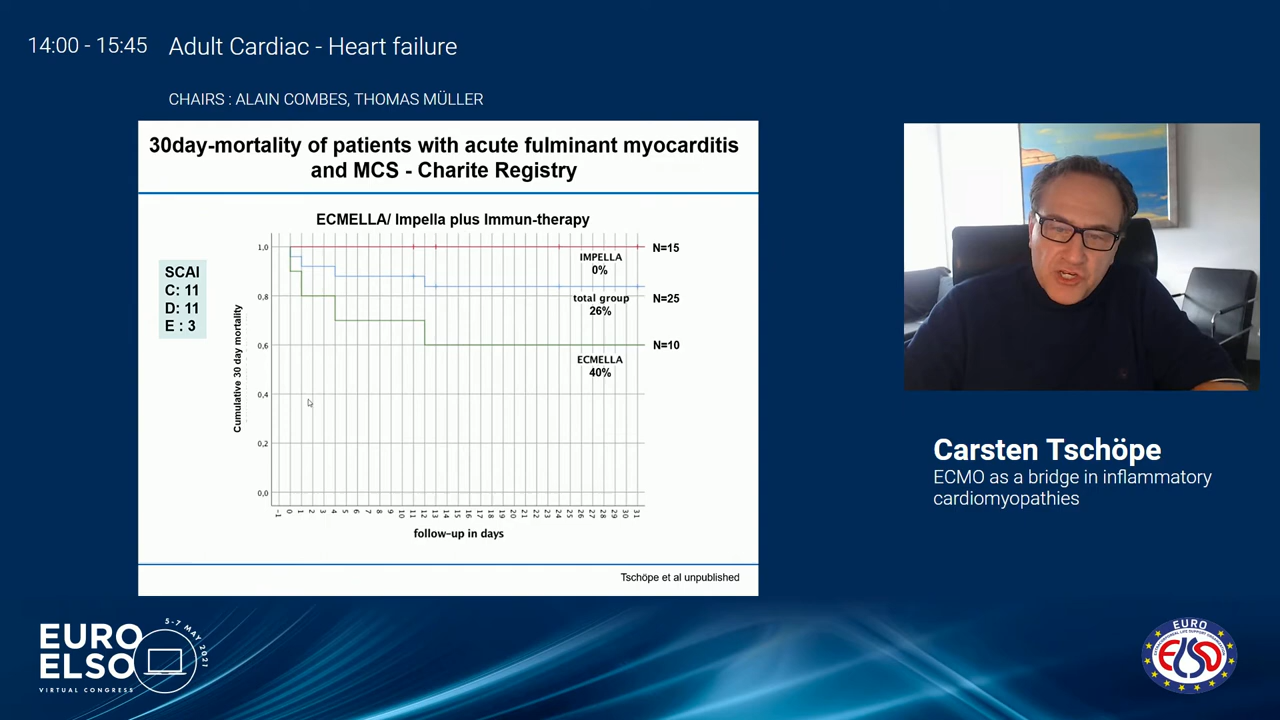 14:00 - 15:45 Adult Cardiac - Heart failure
CHAIRS : ALAIN COMBES, THOMAS MÜLLER
30day-mortality of patients with acute fulminant myocarditis
and MCS - Charite Registry
ECMELLA/ Impella plus Immun-therapy
SCAI
C: 11
D: 11
E : 3
Cumulative 30 day mortality
1,0
0,8
0,6
0,4
0,2
0,0
N=15
IMPELLA
0%
total group
26%
N=25
N=10
ECMELLA
40%
-1 0 1 2 3 4 5 6 7 8 9 10 11 12 13 14 15 16 17 18 19 20 21 22 23 24 25 26 27 28 29 30 31
follow-up in days
Tschöpe et al unpublished
Carsten Tschöpe
ECMO as a bridge in inflammatory
cardiomyopathies
EURO
ELSO
VIRTUAL CONGRESS
5-7 MAY 2021
EURO
ELSO